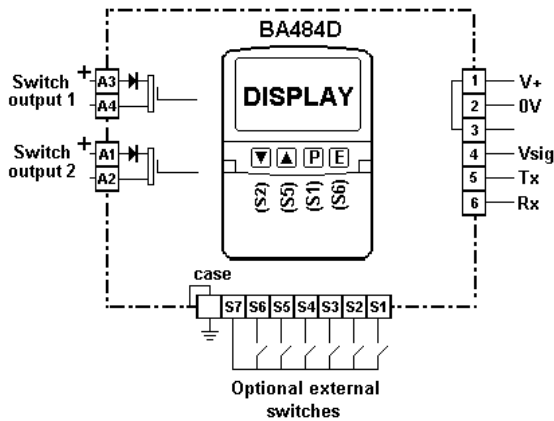 BA484D
Switch
output 1
+
A3
A4
Switch
output 2
+
A1
A2
DISPLAY
P E
(S2) (S5) (S1) (S6)
1 V+
2 0V
3
4 Vsig
5 Tx
6 Rx
case
S7 S6 S5 S4 S3 S2 S1
Optional external
switches